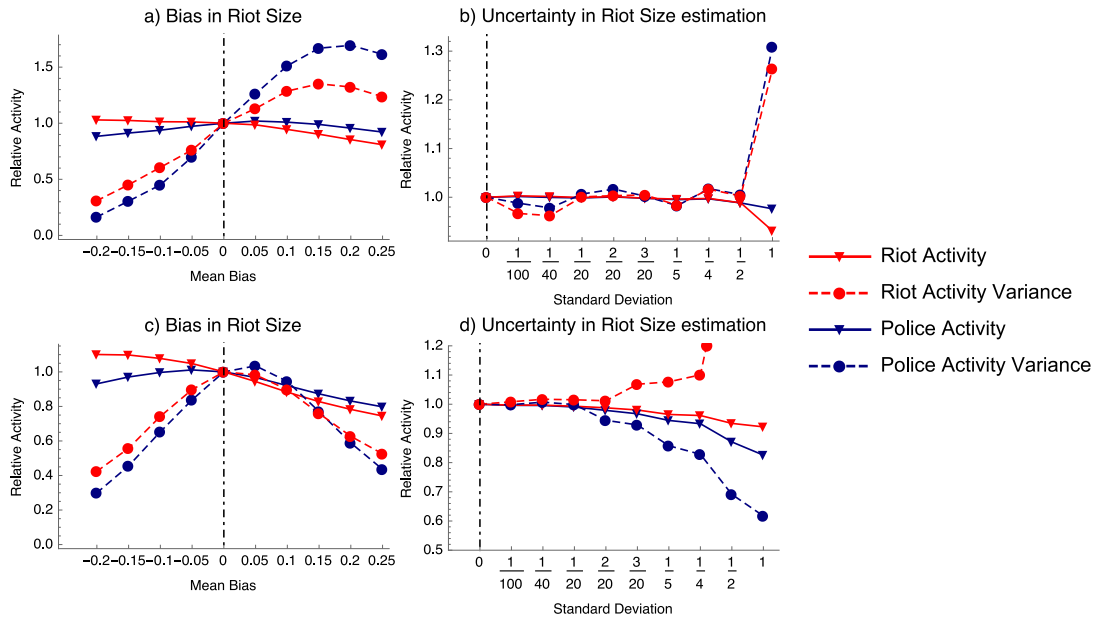 a) Bias in Riot Size
Relative Activity
1.5
1.0
0.5
0.0
−0.2 −0.15 −0.1 −0.05 0 0.05 0.1 0.15 0.2 0.25
Mean Bias
b) Uncertainty in Riot Size estimation
Relative Activity
1.3
1.2
1.1
1.0
0 1/100 1/40 1/20 2/20 3/20 1/5 1/4 1/2 1
Standard Deviation
Riot Activity
Riot Activity Variance
Police Activity
Police Activity Variance
c) Bias in Riot Size
Relative Activity
1.0
0.8
0.6
0.4
0.2
0.0
−0.2 −0.15 −0.1 −0.05 0 0.05 0.1 0.15 0.2 0.25
Mean Bias
d) Uncertainty in Riot Size estimation
Relative Activity
1.2
1.1
1.0
0.9
0.8
0.7
0.6
0.5
0 1/100 1/40 1/20 2/20 3/20 1/5 1/4 1/2 1
Standard Deviation